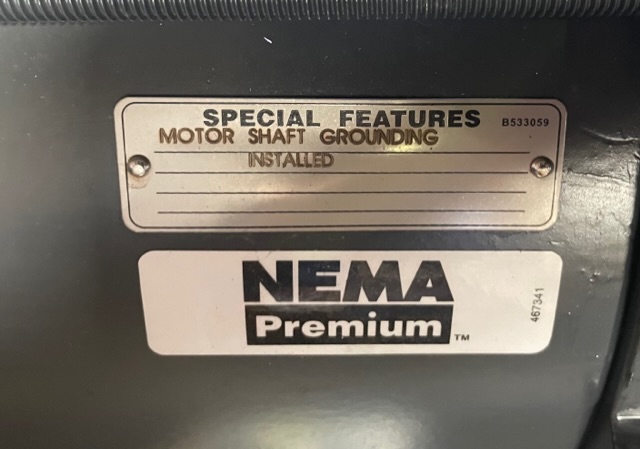 SPECIAL FEATURES B533059
MOTOR SHAFT GROUNDING
INSTALLED
NEMA
Premium ™
467341